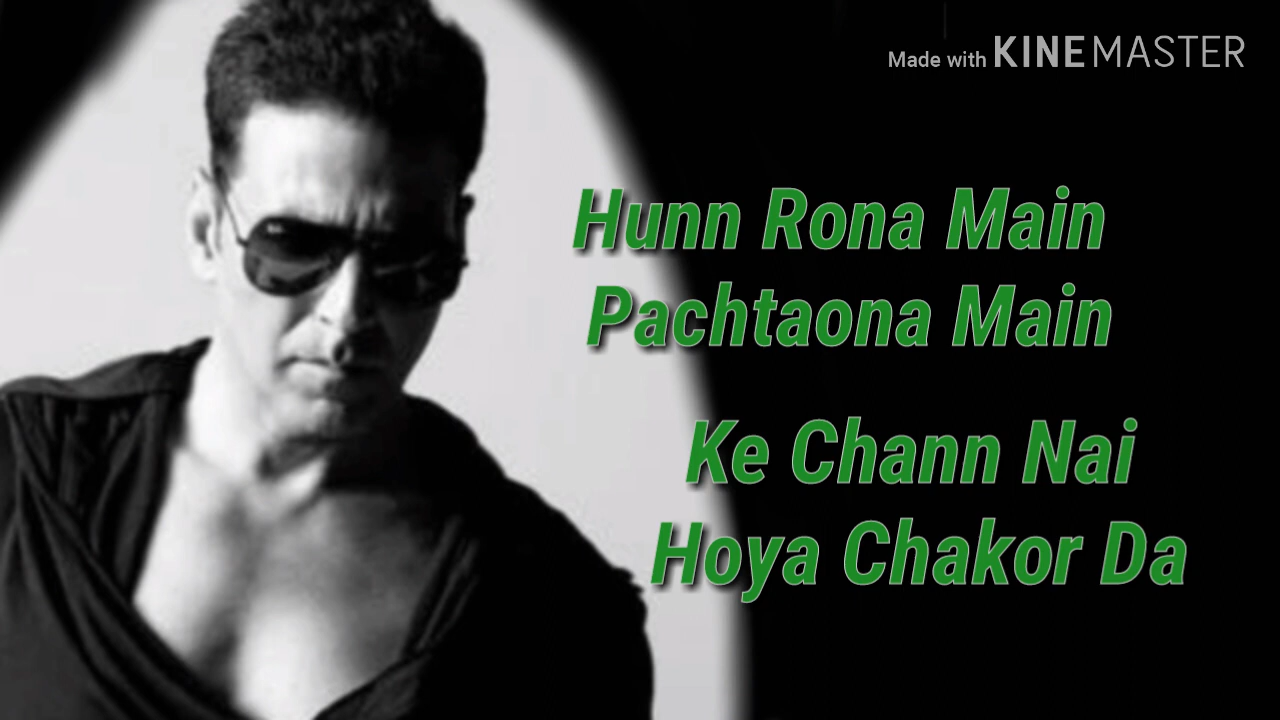 Made with KINEMASTER
Hunn Rona Main
Pachtaona Main
Ke Chann Nai
Hoya Chakor Da